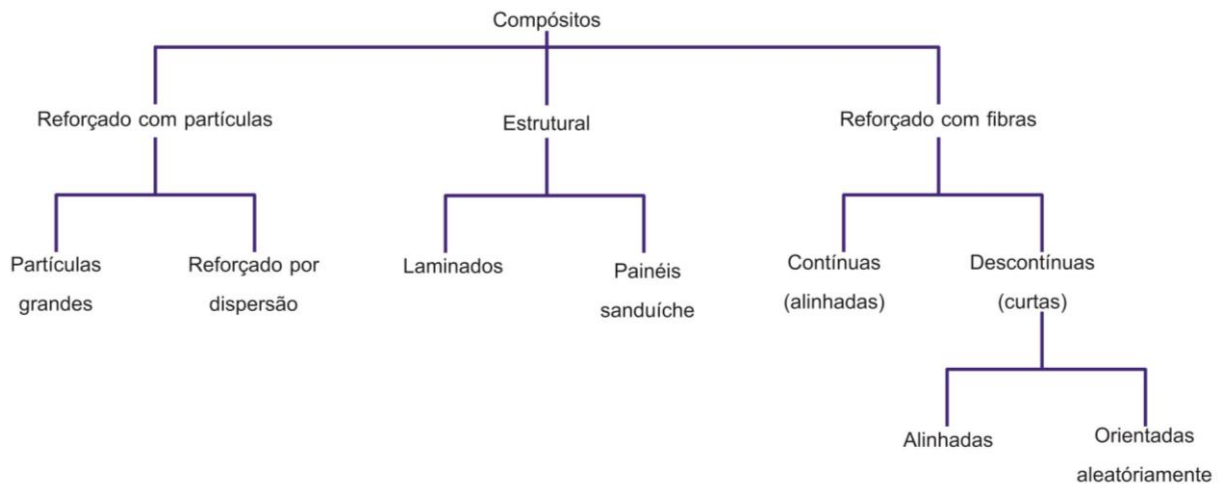 Compósitos
Reforçado com partículas
Estrutural
Reforçado com fibras
Partículas
grandes
Reforçado por
dispersão
Laminados
Painéis
sanduíche
Contínuas
(alinhadas)
Descontínuas
(curtas)
Alinhadas
Orientadas
aleatóriamente